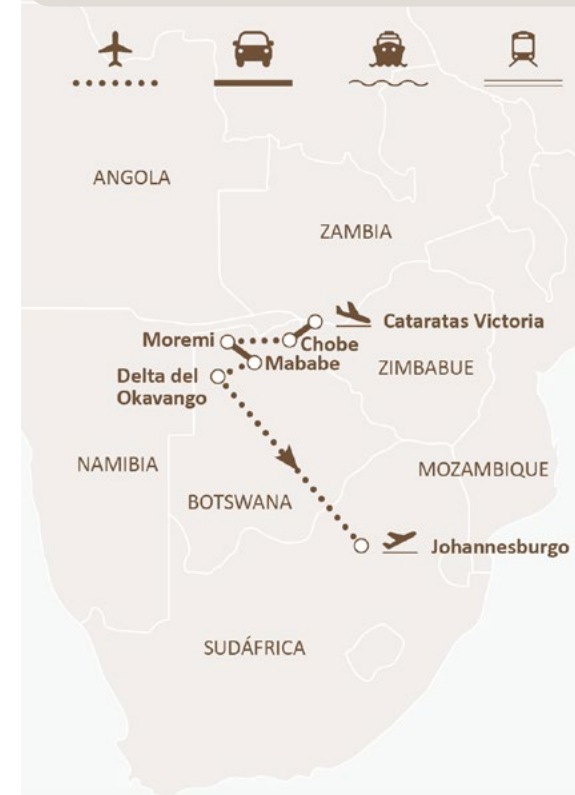 ANGOLA
ZAMBIA
Cataratas Victoria
Moremi
Chobe
Mababe
ZIMBABUE
Delta del
Okavango
NAMIBIA
MOZAMBIQUE
BOTSWANA
Johannesburgo
SUDÁFRICA